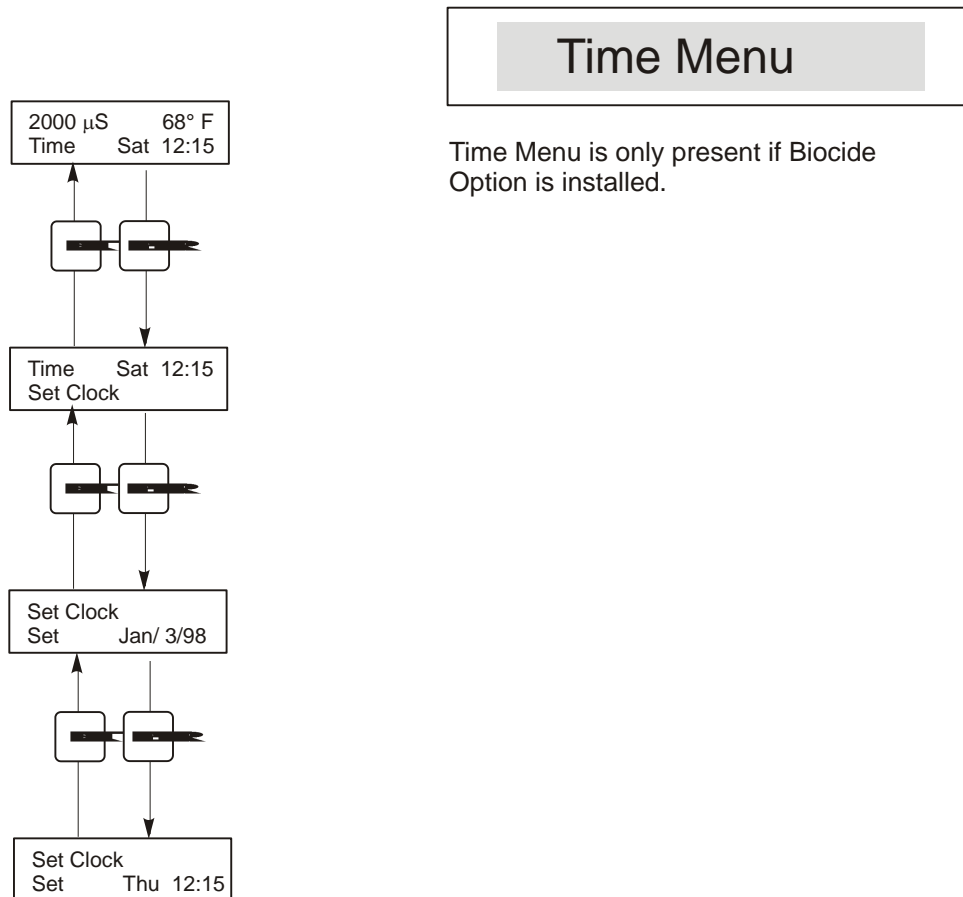 Time Menu
Time Menu is only present if Biocide
Option is installed.
2000 µS 68° F
Time Sat 12:15
Time Sat 12:15
Set Clock
Set Clock
Set Jan/ 3/98
Set Clock
Set Thu 12:15